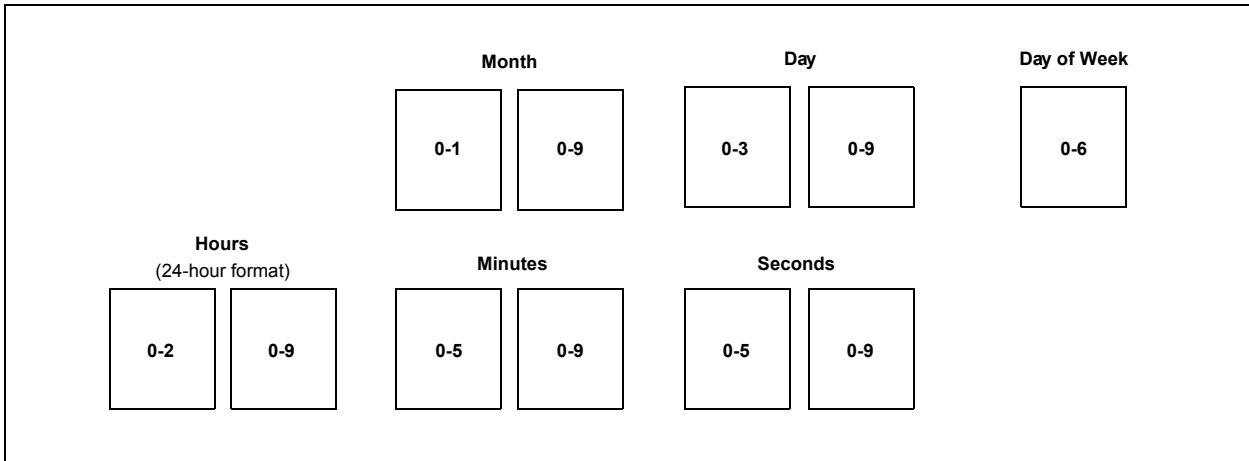 Month Day Day of Week
0-1 0-9 0-3 0-9 0-6
Hours
(24-hour format)
Minutes Seconds
0-2 0-9 0-5 0-9 0-5 0-9